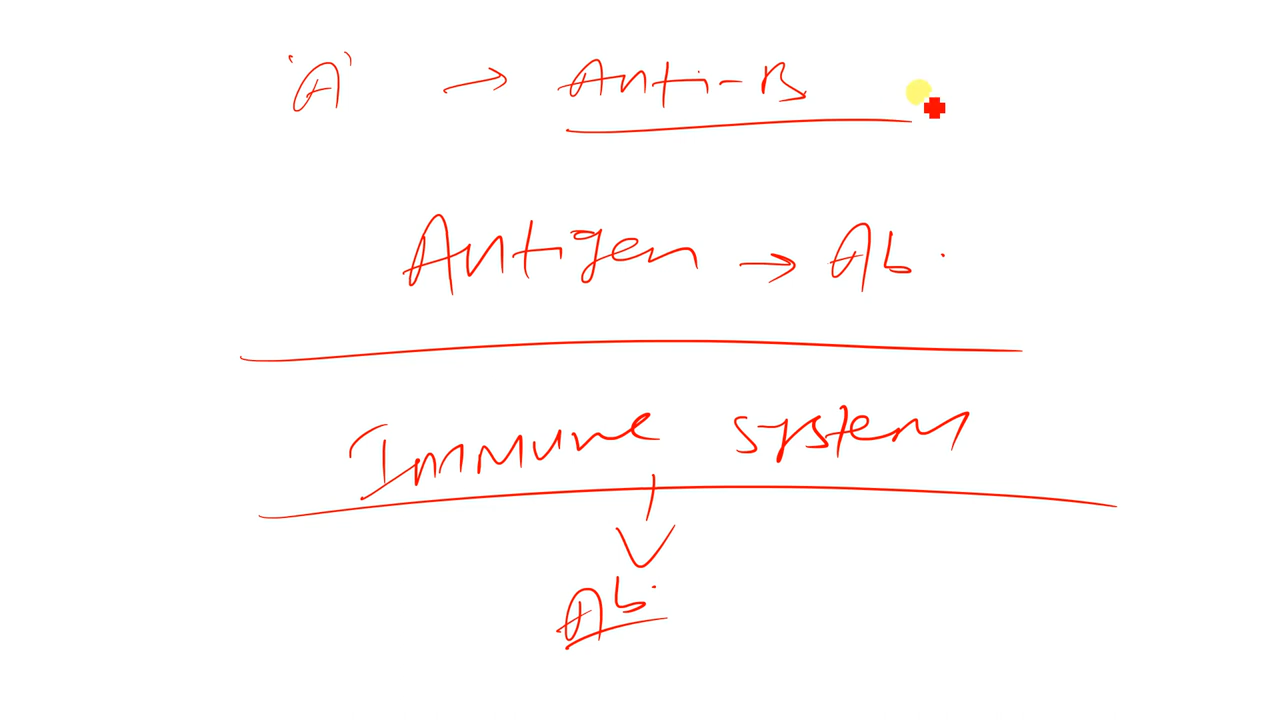 'A' → Anti-B
Antigen → Ab.
Immune system
Ab.